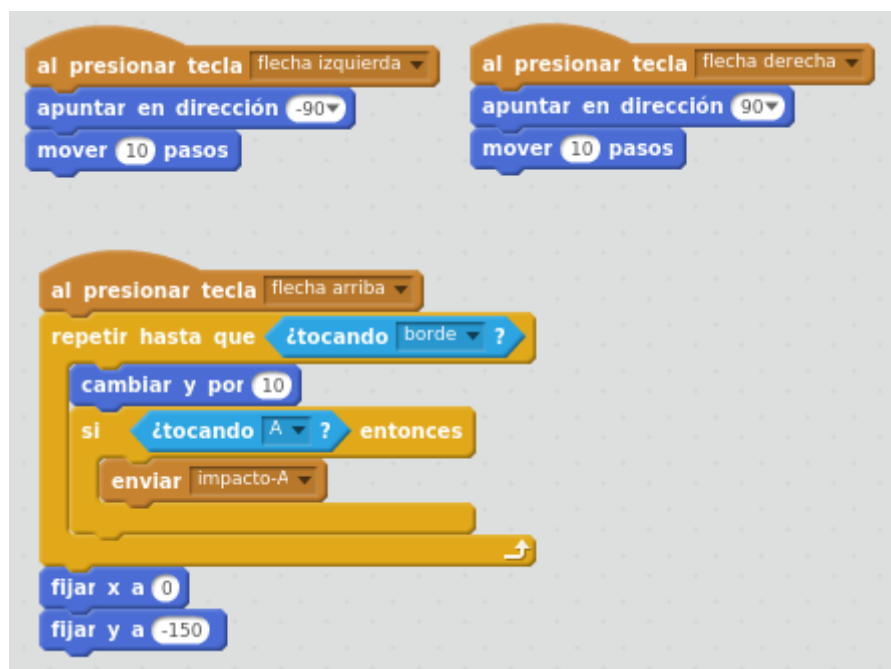 al presionar tecla flecha izquierda
apuntar en dirección -90
mover 10 pasos
al presionar tecla flecha derecha
apuntar en dirección 90
mover 10 pasos
al presionar tecla flecha arriba
repetir hasta que ¿tocando borde ?
cambiar y por 10
si ¿tocando A ? entonces
enviar impacto-A
fijar x a 0
fijar y a -150